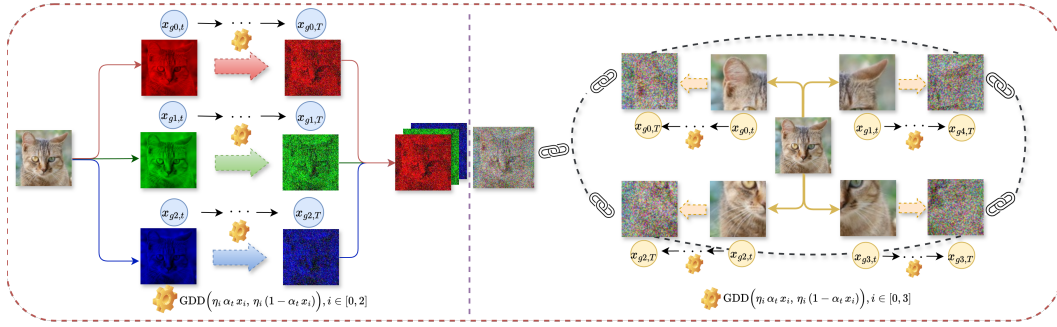 x_{g0,t} → ··· → x_{g0,T}
x_{g1,t} → ··· → x_{g1,T}
x_{g2,t} → ··· → x_{g2,T}
GDD(η_i α_t x_i, η_i (1 − α_t x_i)), i ∈ [0, 2]
x_{g0,T} ← ··· ← x_{g0,t}
x_{g1,t} → ··· → x_{g4,T}
x_{g2,T} ← ··· ← x_{g2,t}
x_{g3,t} → ··· → x_{g3,T}
GDD(η_i α_t x_i, η_i (1 − α_t x_i)), i ∈ [0, 3]